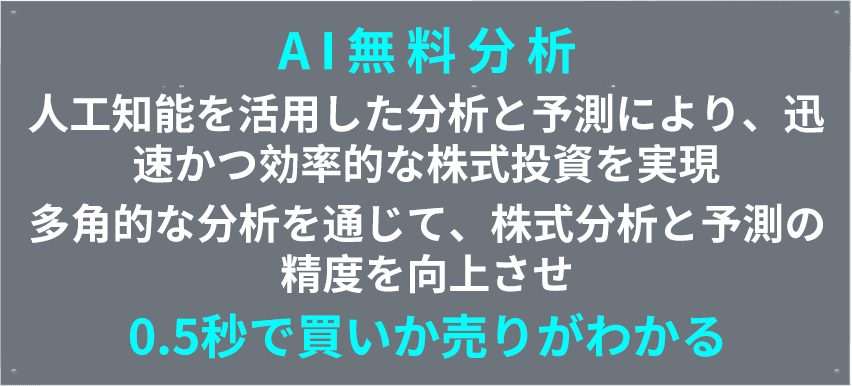 AI無料分析
人工知能を活用した分析と予測により、迅
速かつ効率的な株式投資を実現
多角的な分析を通じて、株式分析と予測の
精度を向上させ
0.5秒で買いか売りがわかる